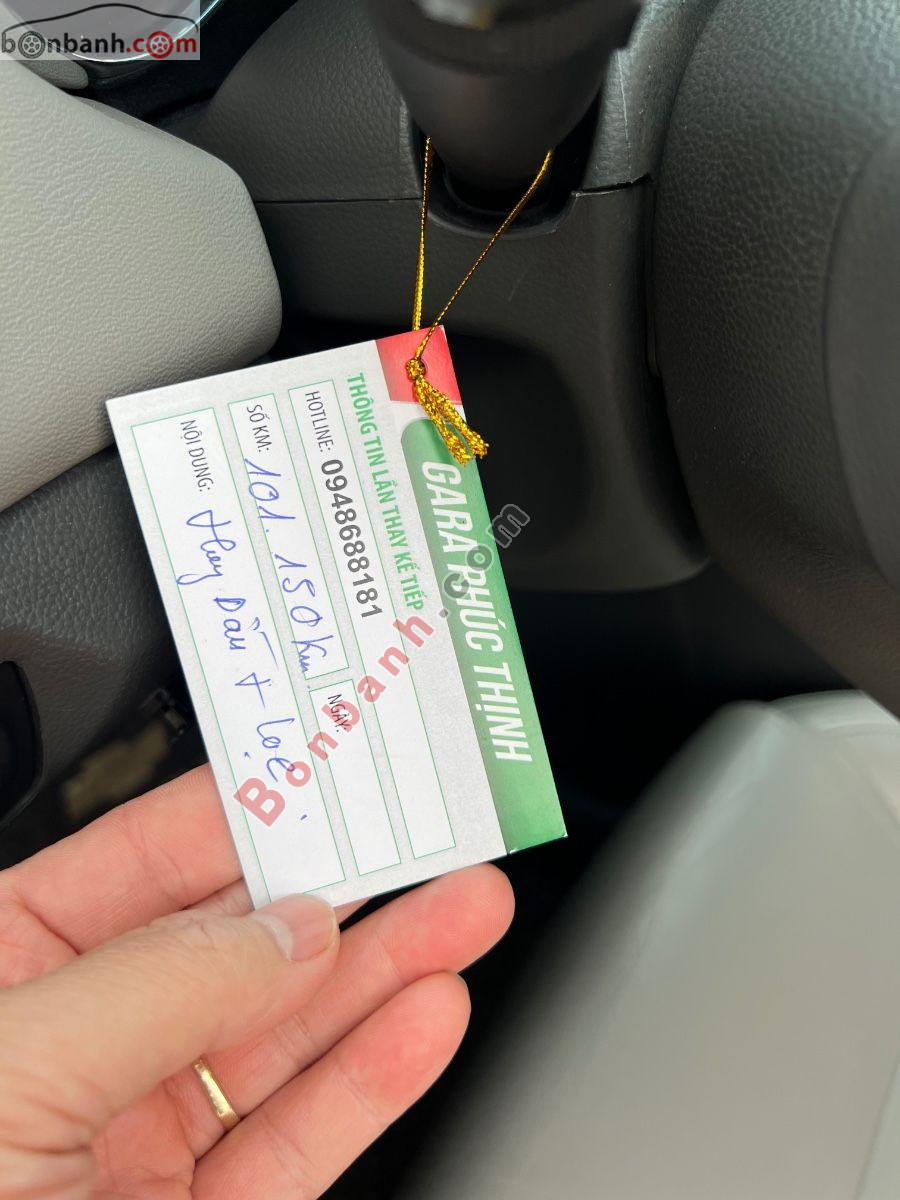 bonbanh.com
GARA PHÚC THỊNH
THÔNG TIN LẦN THAY KẾ TIẾP
HOTLINE: 0948688181
SỐ KM: 101.150 Km
NGÀY:
NỘI DUNG: thay Dầu + lọc.
Bonbanh.com